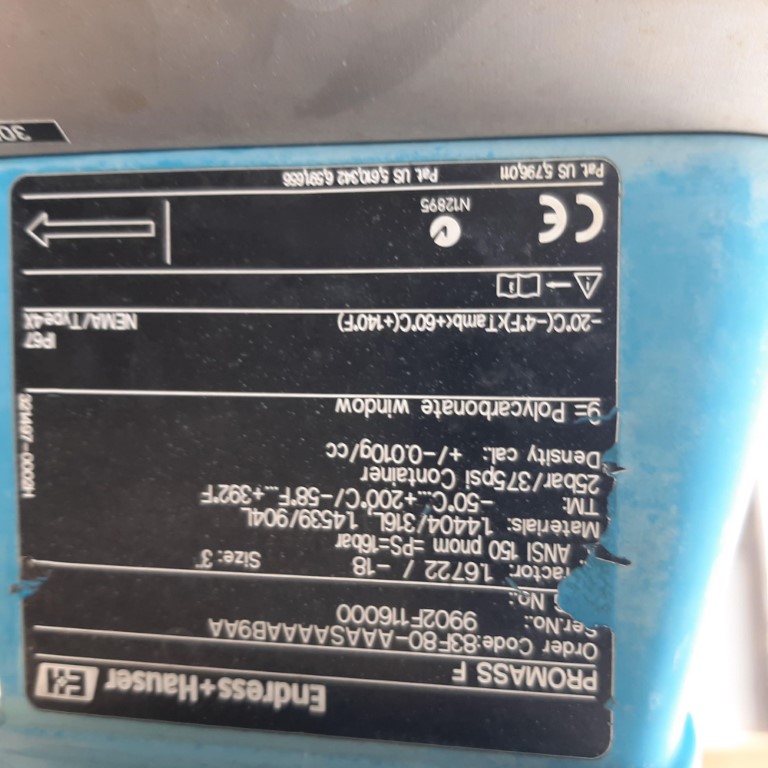 Endress+Hauser E+H
PROMASS F
Order Code: 83F80-AAASAAAAB9AA
Ser.No.: 9902F116000
No.:
actor: 1.6722 / -18 Size: 3"
ANSI 150 pnom =PS=16bar
Materials: 1.4404/316L 1.4539/904L
TM: -50°C...+200°C/-58°F...+392°F
25bar/375psi Container
Density cal.: +/-0.010g/cc
9= Polycarbonate window
-20°C(-4°F)<Tamb<+60°C(+140°F)
IP67
NEMA/Type4X
i
CE
N12895
Pat. US 5,796,011 Pat. US 5,610,342 6,591,656